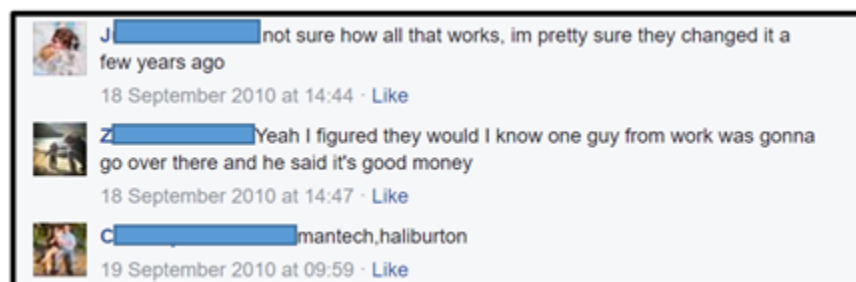 J not sure how all that works, im pretty sure they changed it a
few years ago
18 September 2010 at 14:44 · Like
Z Yeah I figured they would I know one guy from work was gonna
go over there and he said it's good money
18 September 2010 at 14:47 · Like
C mantech,haliburton
19 September 2010 at 09:59 · Like